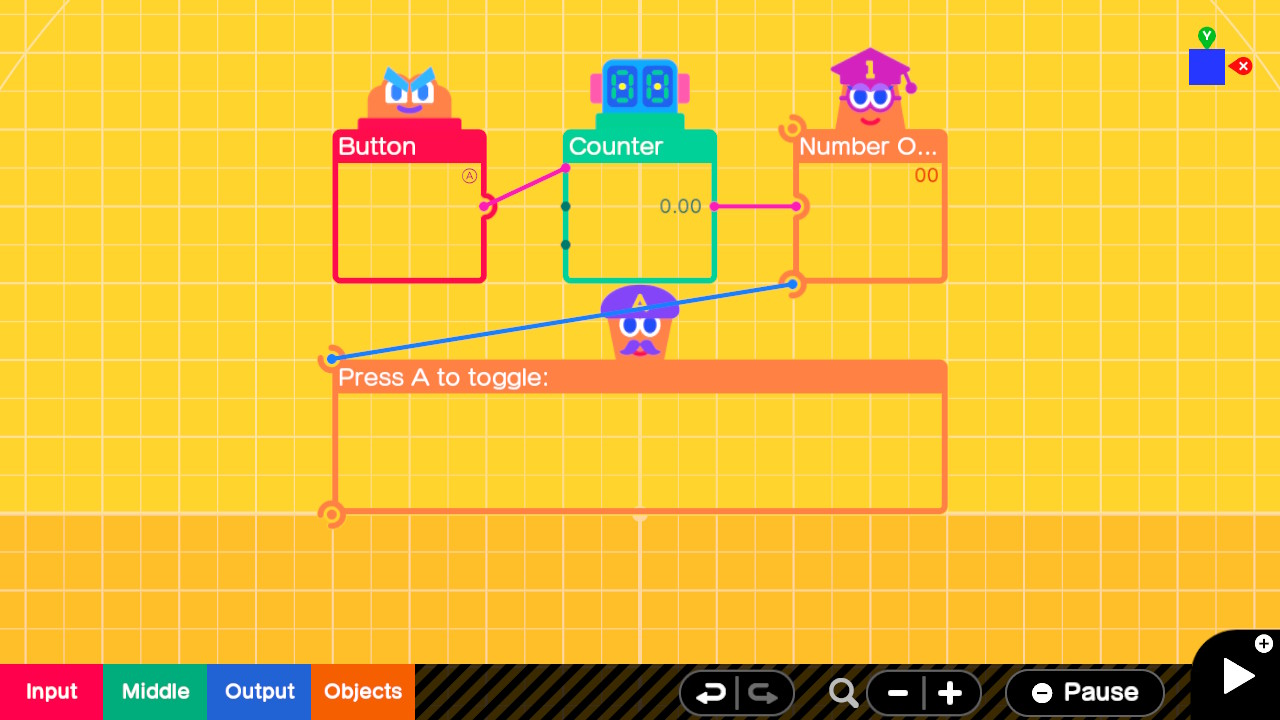 Y
X
1
00
Button
Counter
Number O...
A
00
0.00
A
Press A to toggle:
Input
Middle
Output
Objects
Pause